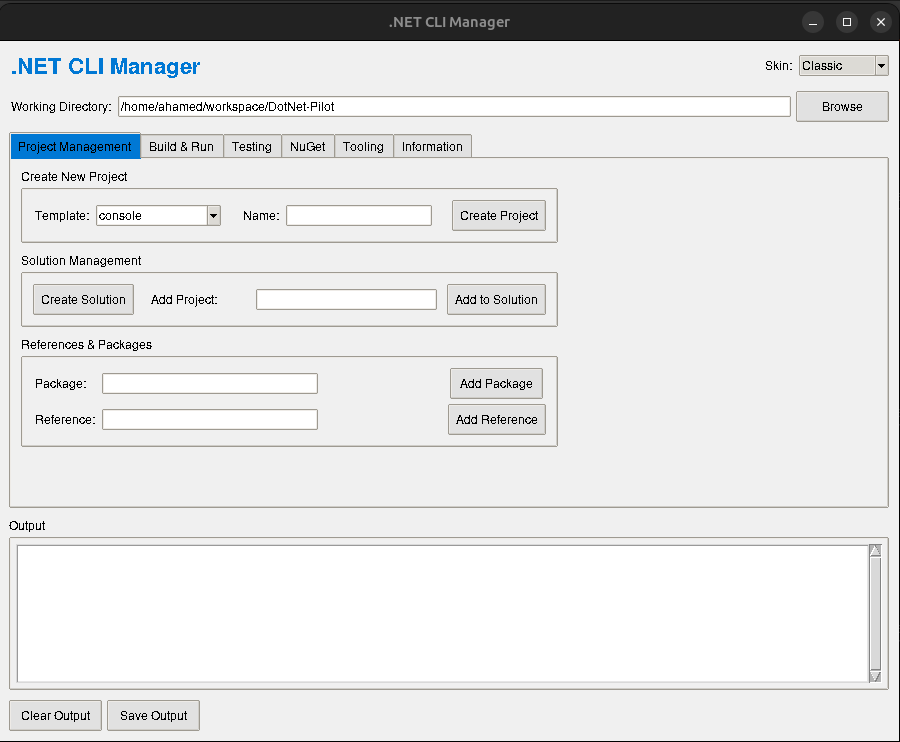 .NET CLI Manager
.NET CLI Manager
Skin: Classic
Working Directory: /home/ahamed/workspace/DotNet-Pilot Browse
Project Management Build & Run Testing NuGet Tooling Information
Create New Project
Template: console Name: Create Project
Solution Management
Create Solution Add Project: Add to Solution
References & Packages
Package: Add Package
Reference: Add Reference
Output
Clear Output Save Output